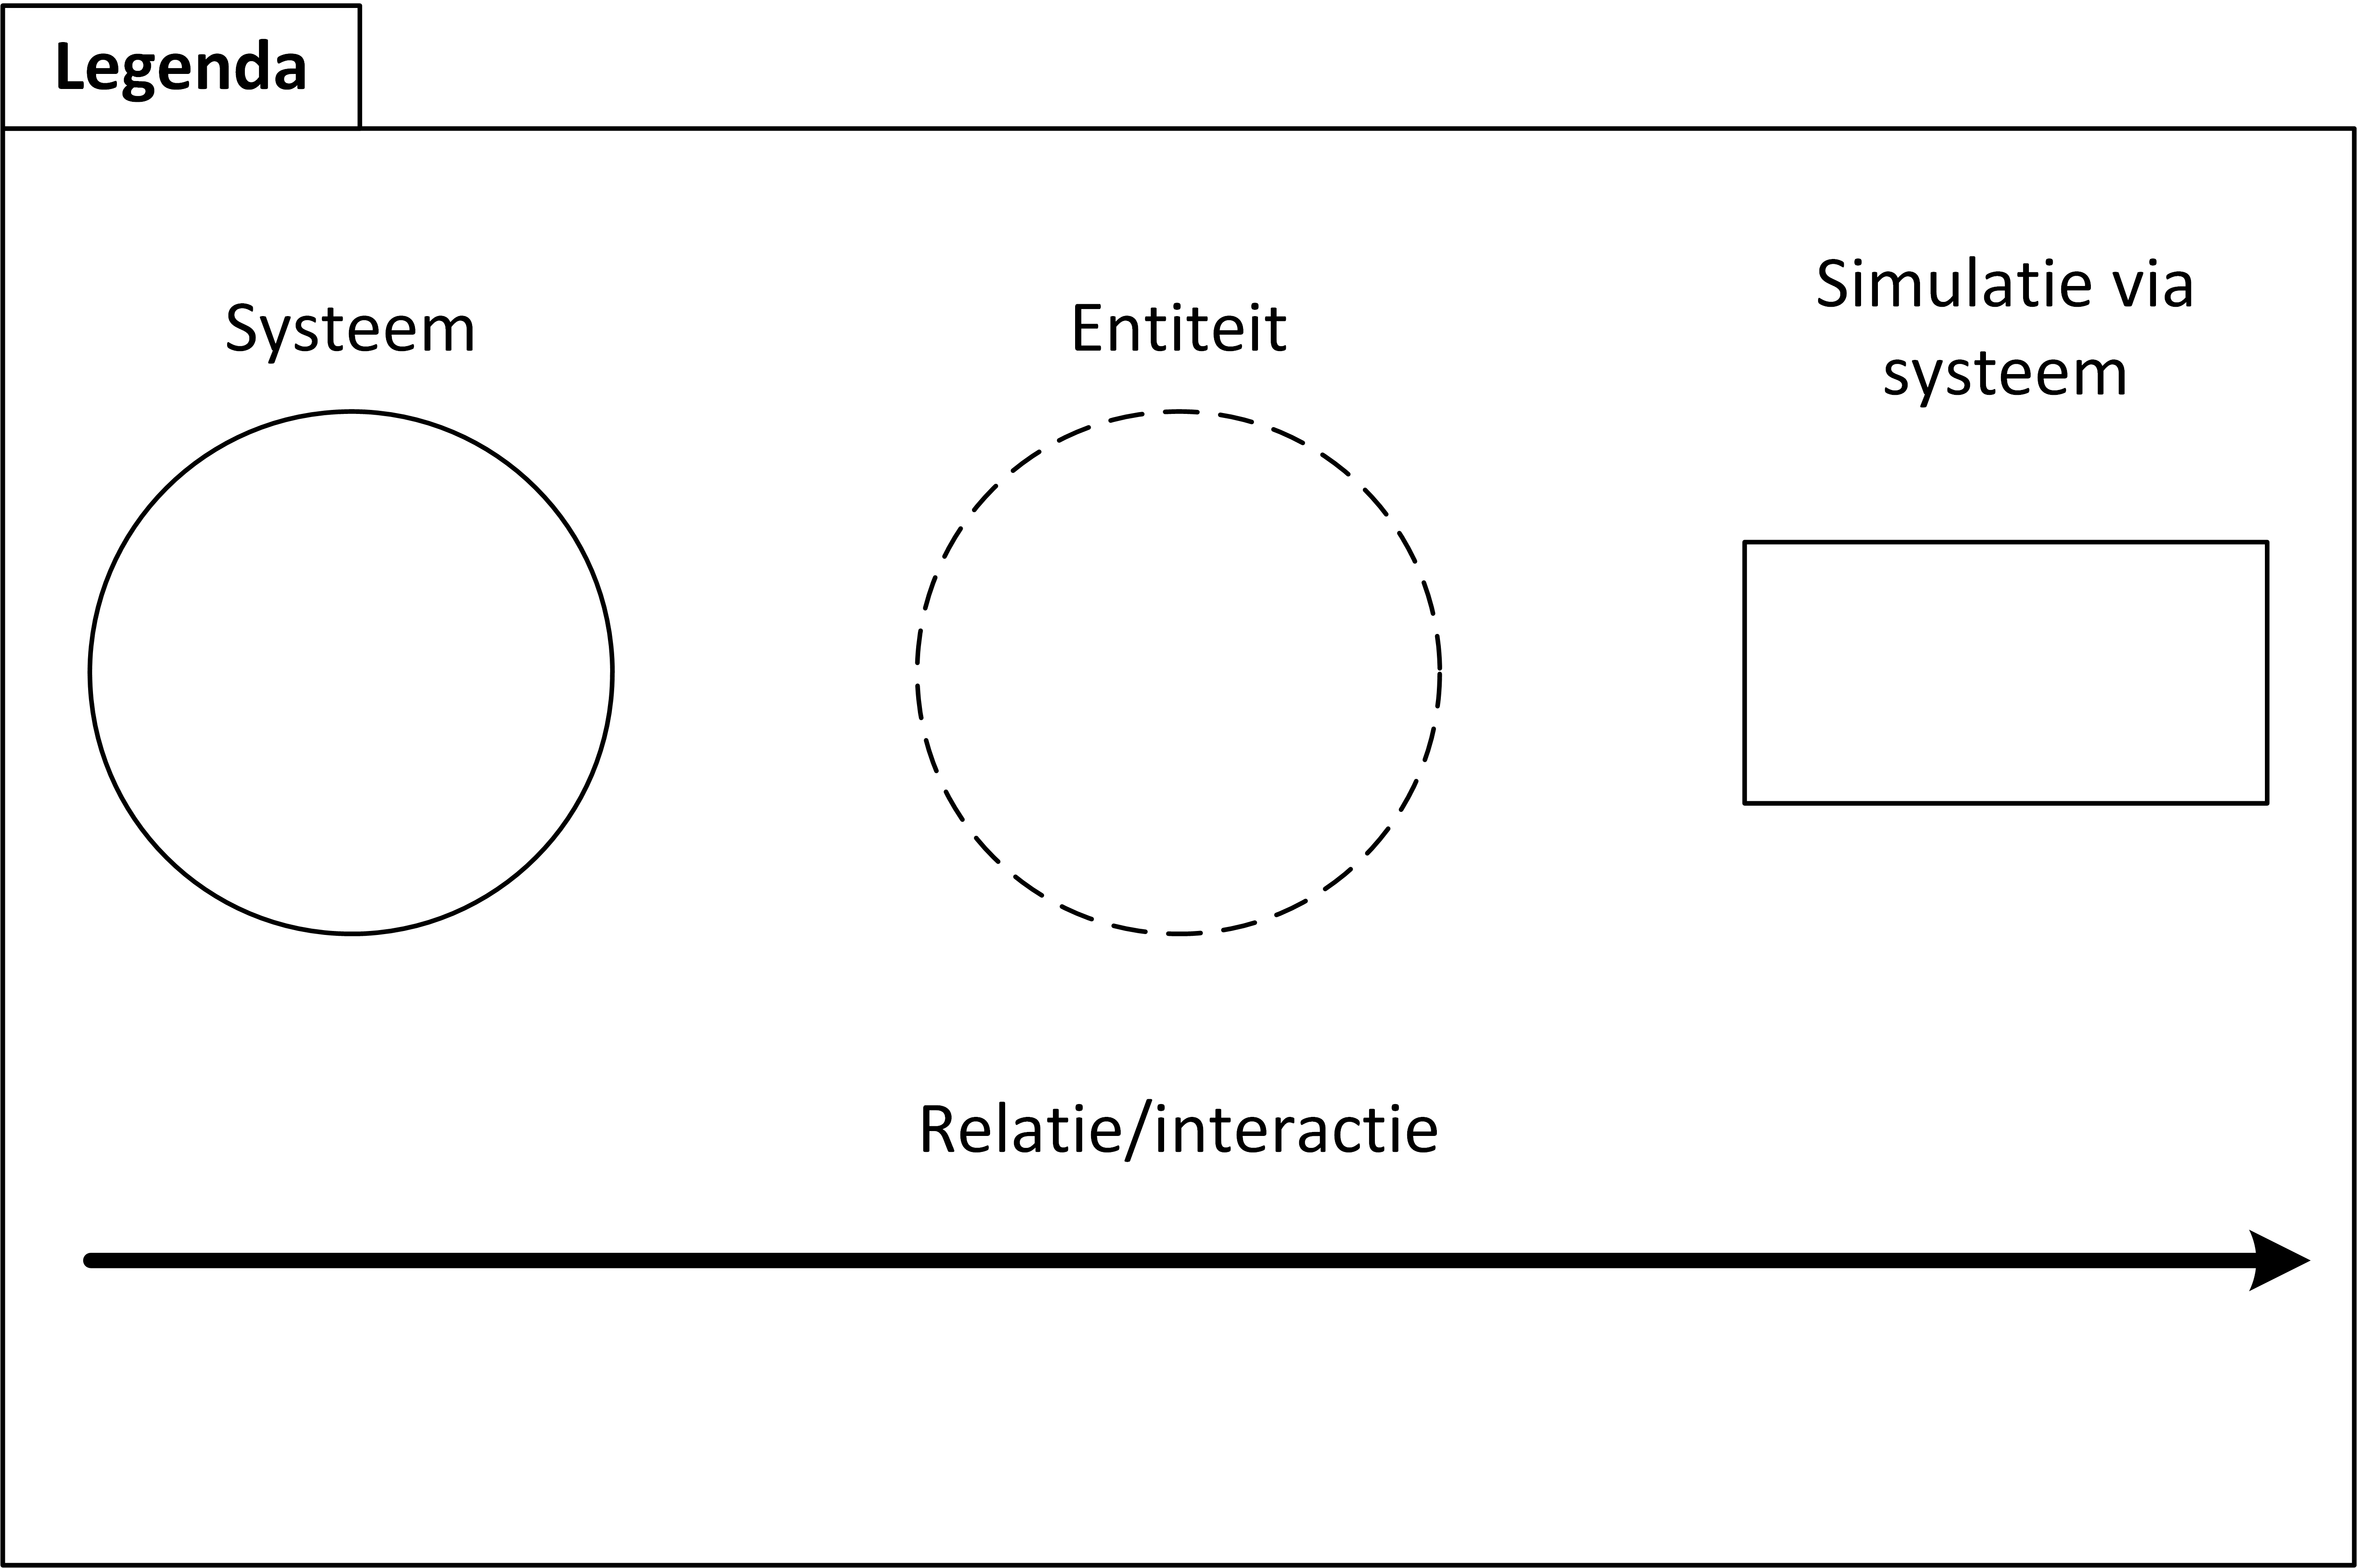 Legenda
Systeem
Entiteit
Simulatie via
systeem
Relatie/interactie